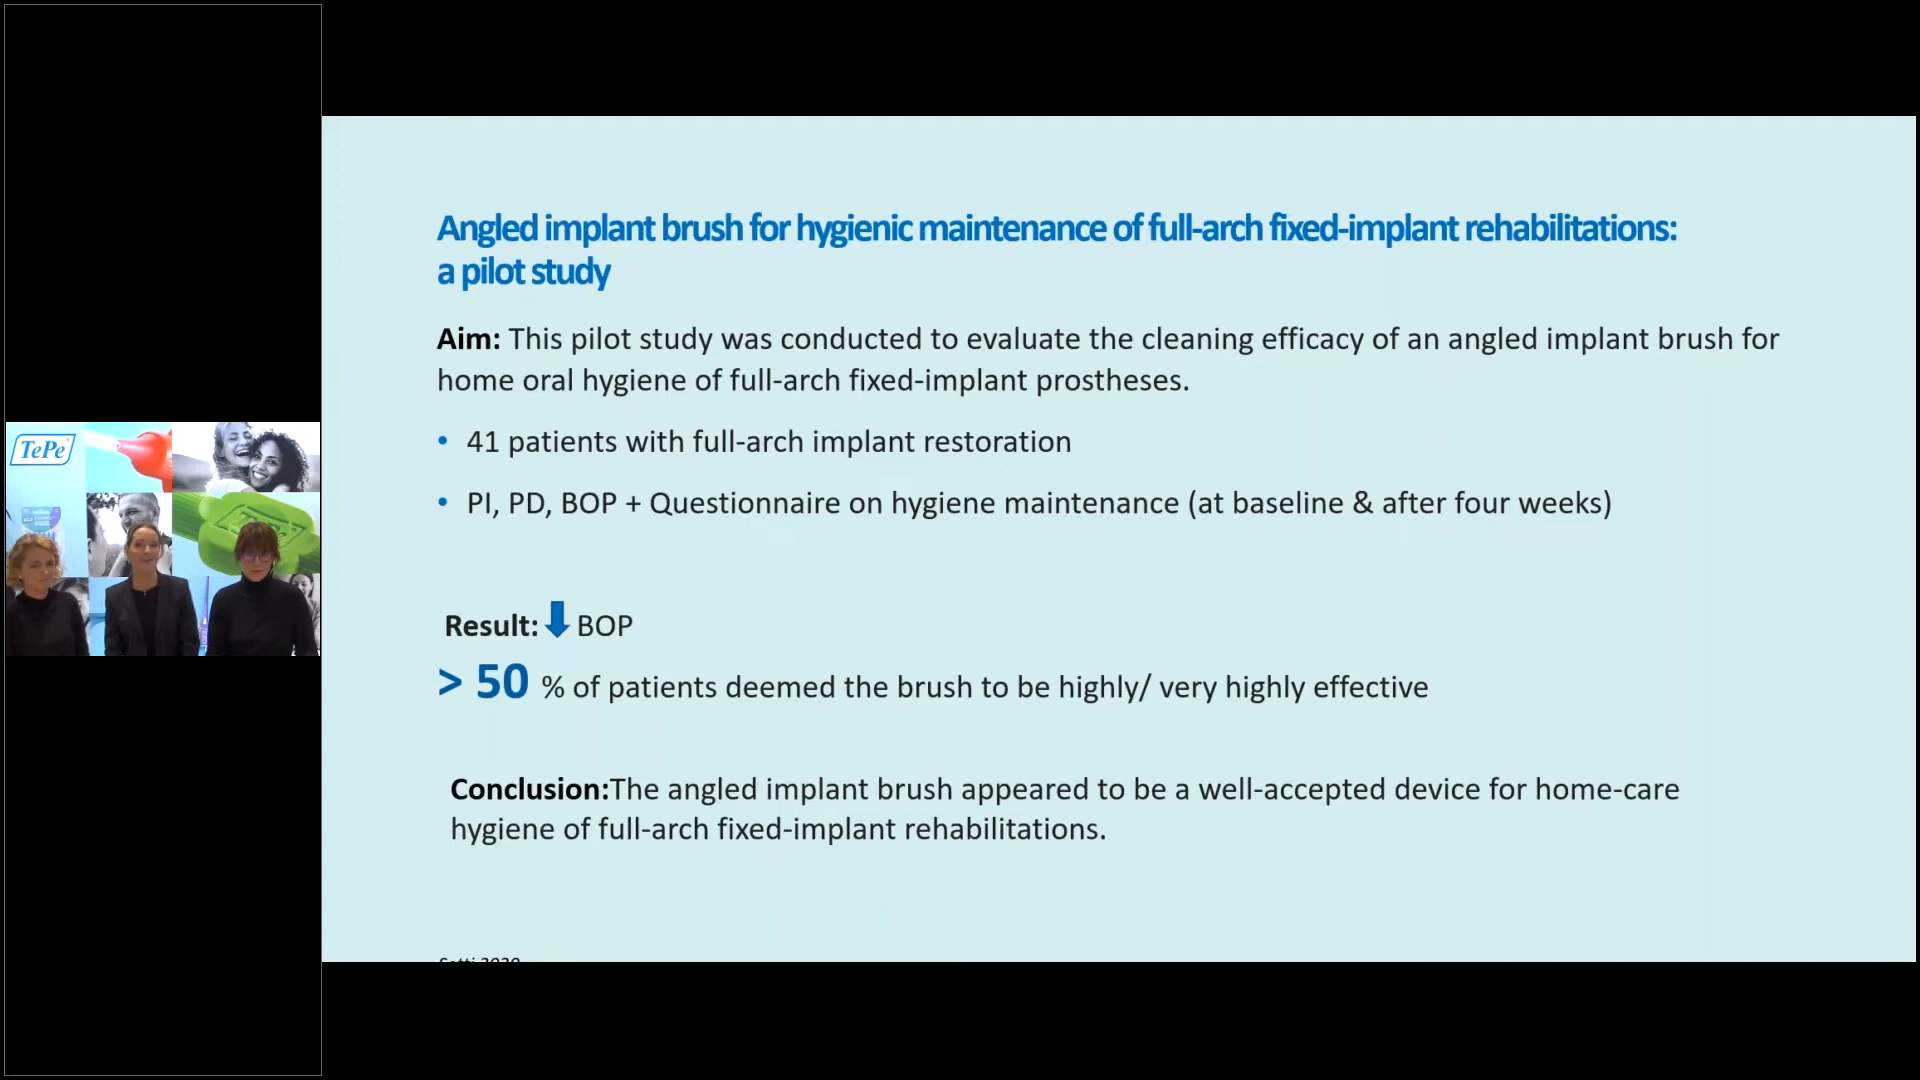 TePe
Angled implant brush for hygienic maintenance of full-arch fixed-implant rehabilitations:
a pilot study
Aim: This pilot study was conducted to evaluate the cleaning efficacy of an angled implant brush for
home oral hygiene of full-arch fixed-implant prostheses.
• 41 patients with full-arch implant restoration
• PI, PD, BOP + Questionnaire on hygiene maintenance (at baseline & after four weeks)
Result: BOP
> 50 % of patients deemed the brush to be highly/ very highly effective
Conclusion:The angled implant brush appeared to be a well-accepted device for home-care
hygiene of full-arch fixed-implant rehabilitations.